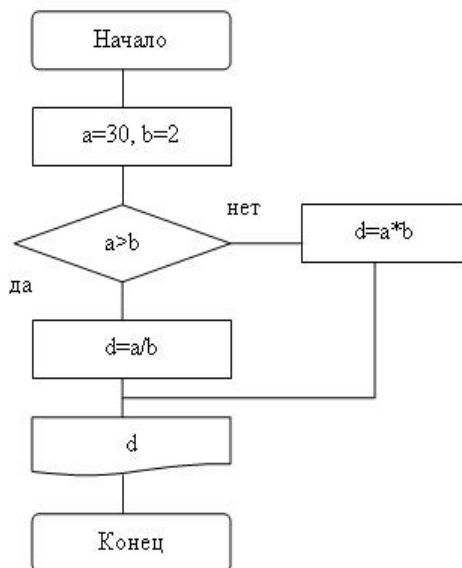 Начало
a=30, b=2
a>b
нет
d=a*b
да
d=a/b
d
Конец